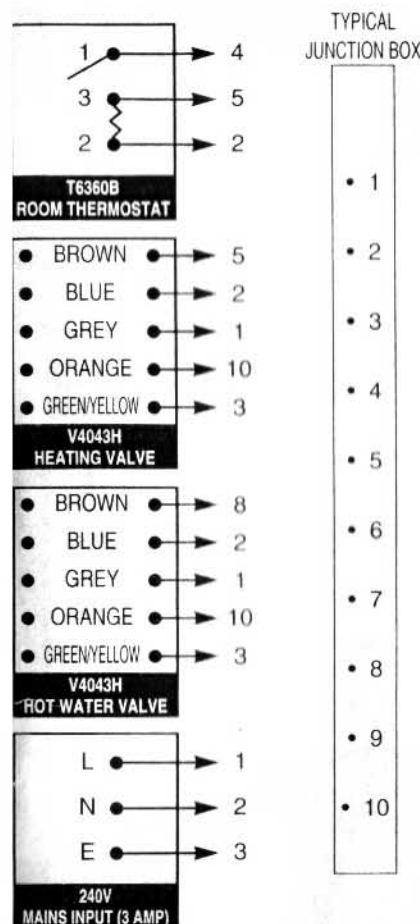 1 4
3 5
2 2
T6360B
ROOM THERMOSTAT
BROWN 5
BLUE 2
GREY 1
ORANGE 10
GREEN/YELLOW 3
V4043H
HEATING VALVE
BROWN 8
BLUE 2
GREY 1
ORANGE 10
GREEN/YELLOW 3
V4043H
HOT WATER VALVE
L 1
N 2
E 3
240V
MAINS INPUT (3 AMP)
TYPICAL
JUNCTION BOX
1
2
3
4
5
6
7
8
9
10